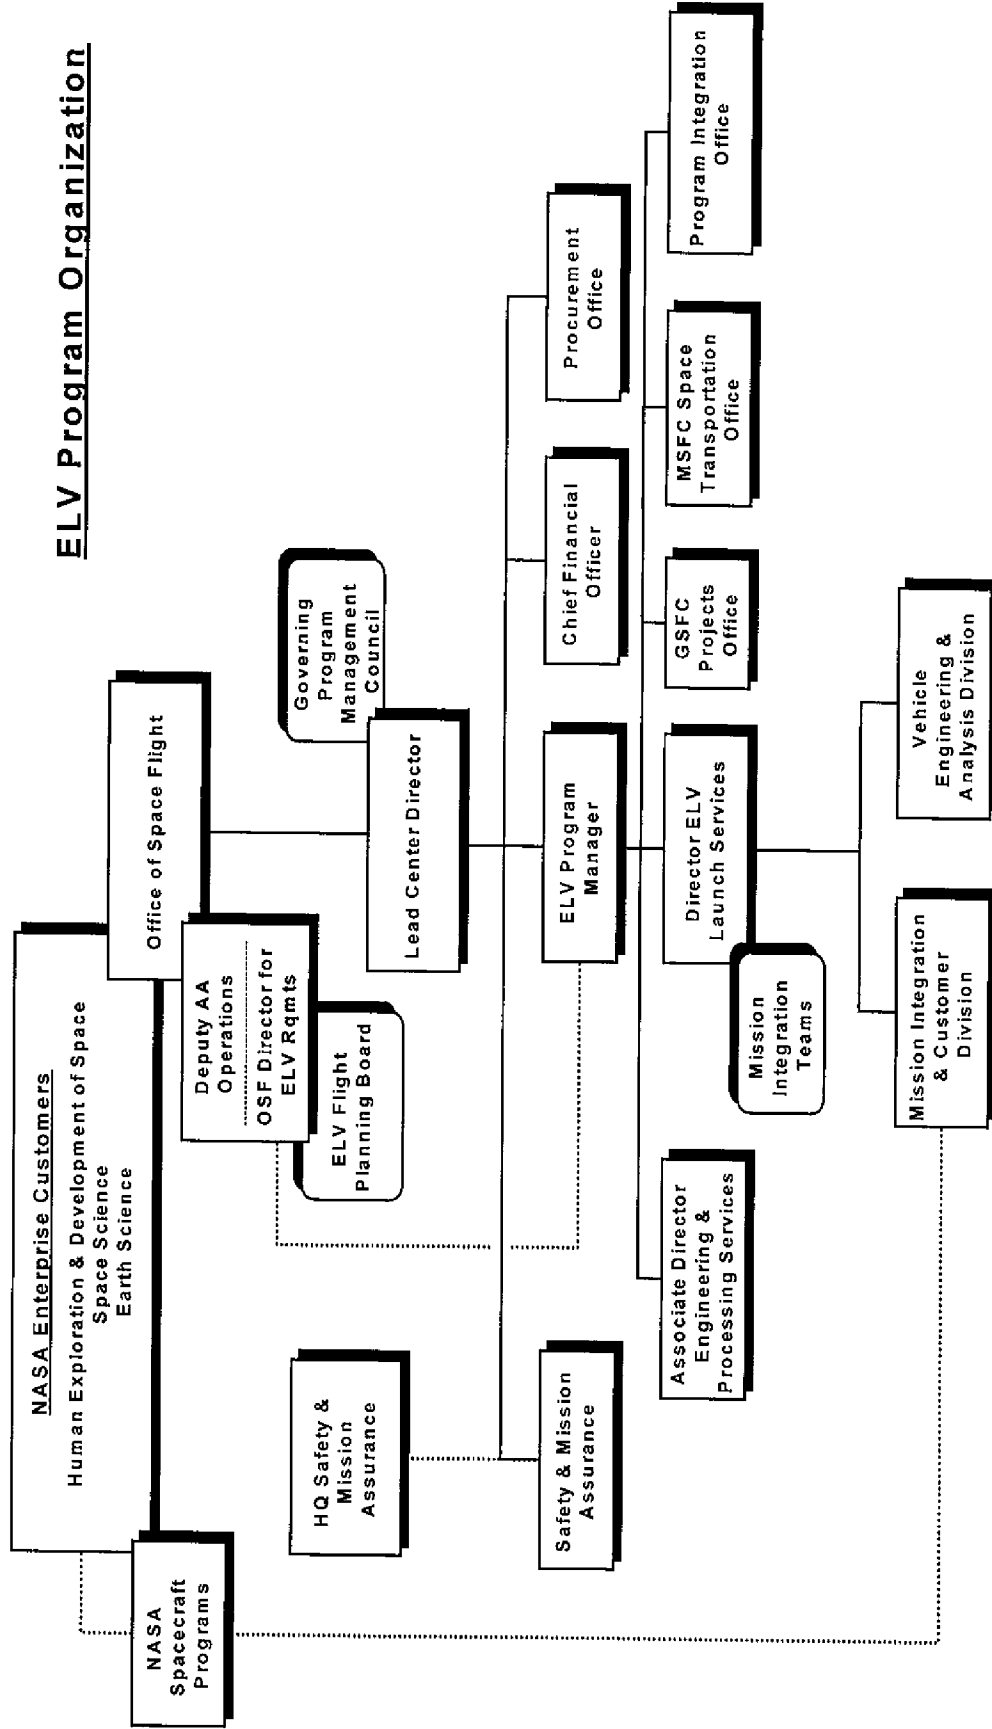 ELV Program Organization
NASA Enterprise Customers
Human Exploration & Development of Space
Space Science
Earth Science
NASA
Spacecraft
Programs
Office of Space Flight
Deputy AA
Operations
OSF Director for
ELV Rqmts
ELV Flight
Planning Board
Governing
Program
Management
Council
Lead Center Director
HQ Safety &
Mission
Assurance
Safety & Mission
Assurance
ELV Program
Manager
Chief Financial
Officer
Procurement
Office
Associate Director
Engineering &
Processing Services
Director ELV
Launch Services
Mission
Integration
Teams
GSFC
Projects
Office
MSFC Space
Transportation
Office
Program Integration
Office
Mission Integration
& Customer
Division
Vehicle
Engineering &
Analysis Division